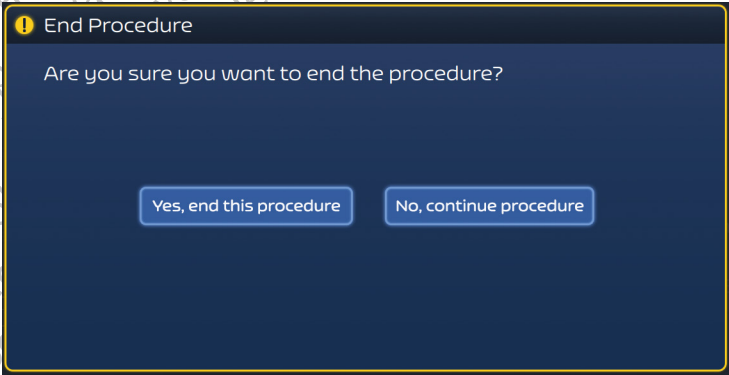 End Procedure
Are you sure you want to end the procedure?
Yes, end this procedure
No, continue procedure